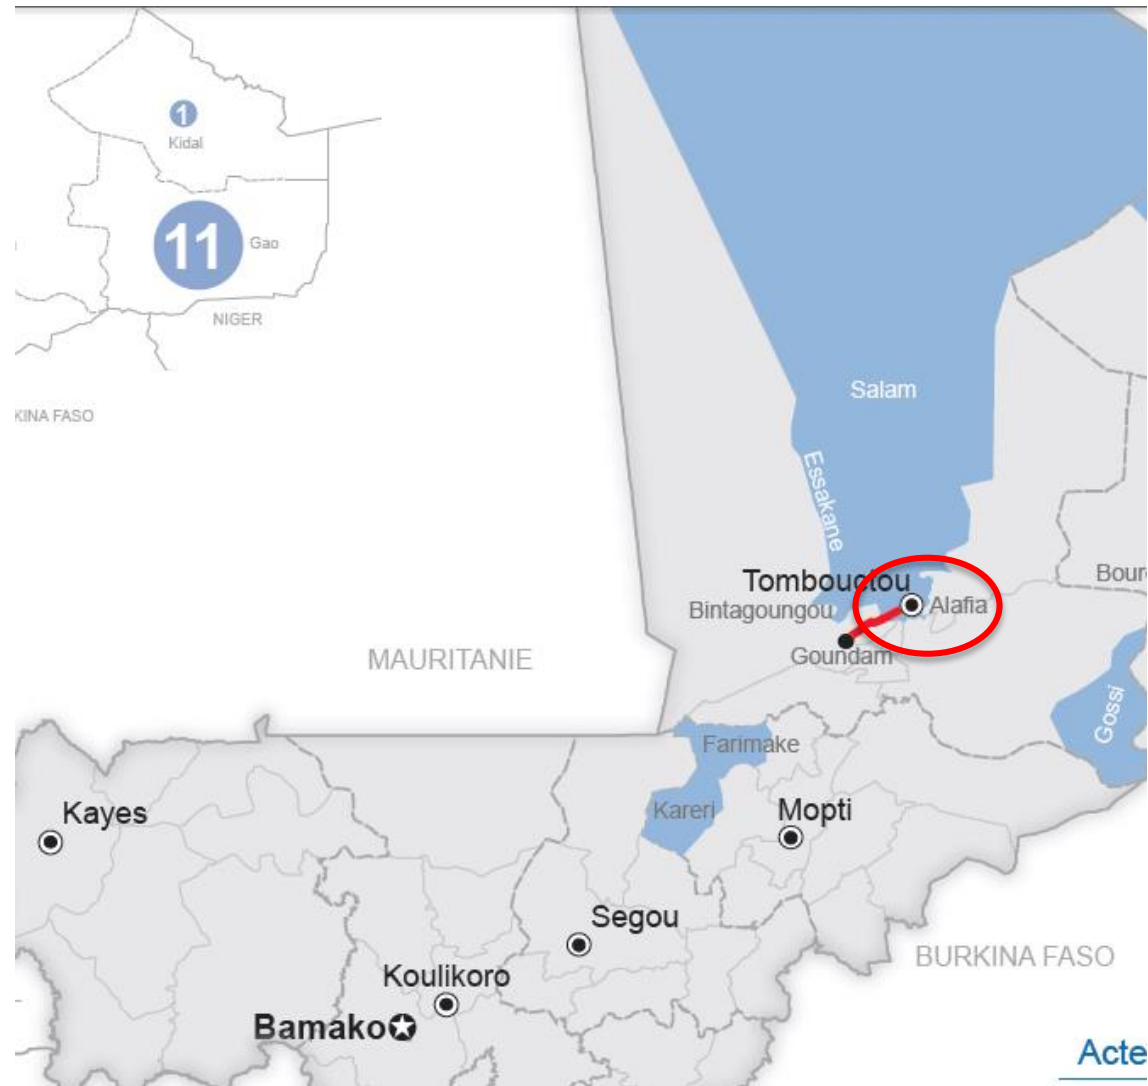 1
Kidal
11
Gao
NIGER
KINA FASO
Salam
Essakane
Tombouctou
Alafia
Bintagoungou
Goundam
Bour
MAURITANIE
Gossi
Farimake
Kareri
Mopti
Kayes
Segou
BURKINA FASO
Koulikoro
Bamako
Acte